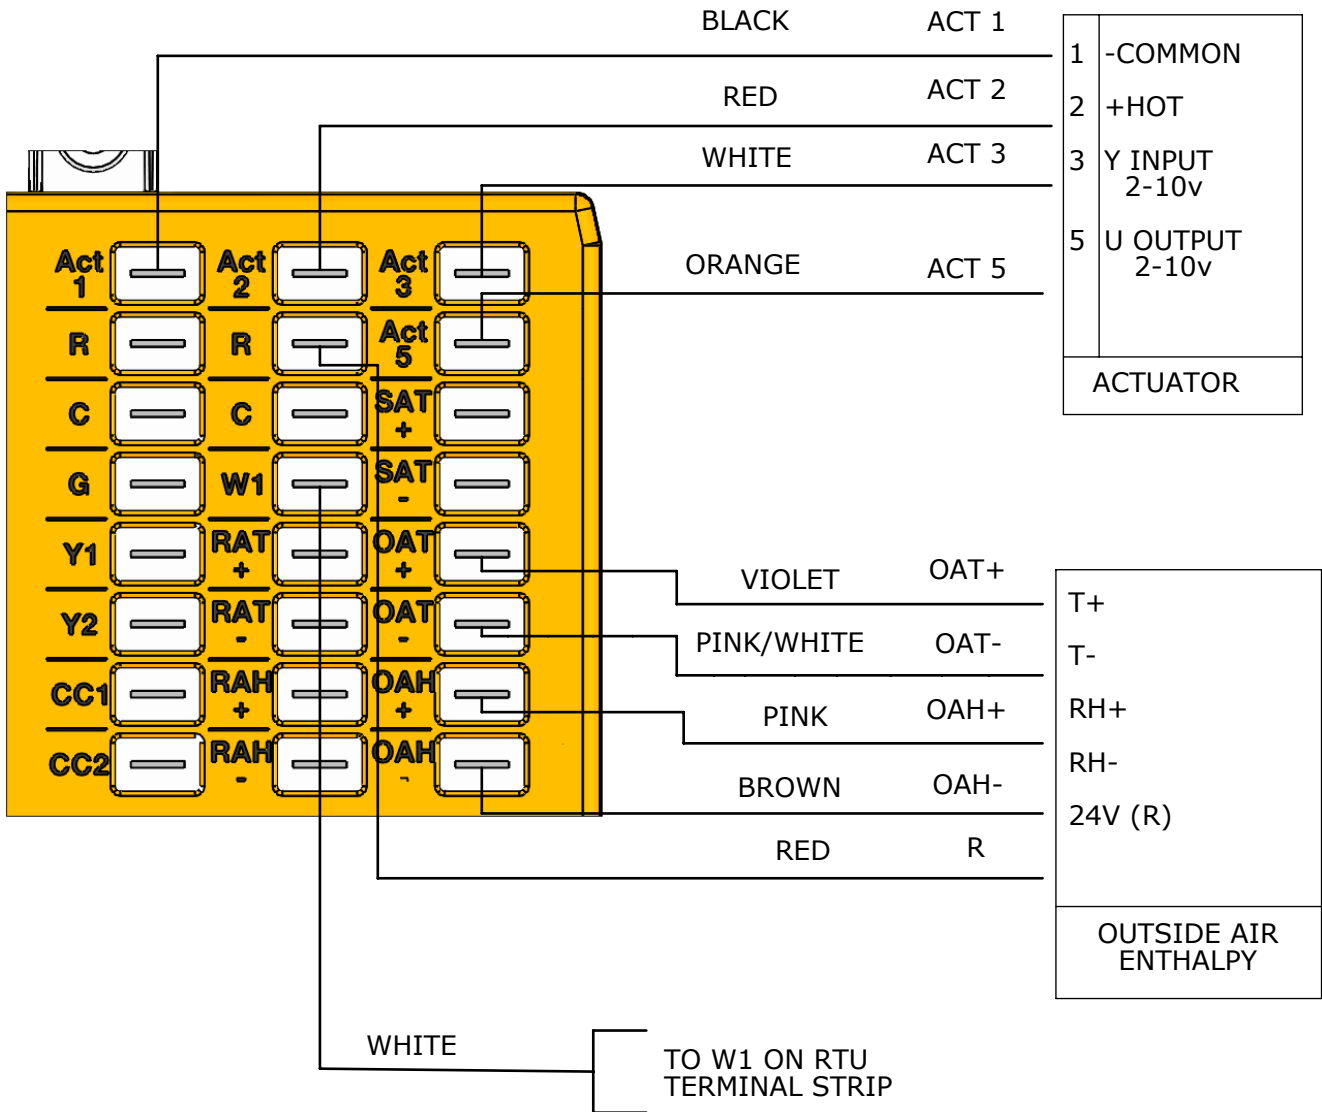 BLACK ACT 1
1 -COMMON
RED ACT 2
2 +HOT
WHITE ACT 3
3 Y INPUT
2-10v
5 U OUTPUT
2-10v
ORANGE ACT 5
ACTUATOR
Act
1
Act
2
Act
3
R
R
Act
5
C
C
SAT
+
G
W1
SAT
-
Y1
RAT
+
OAT
+
Y2
RAT
-
OAT
-
CC1
RAH
+
OAH
+
CC2
RAH
-
OAH
-
VIOLET OAT+
T+
PINK/WHITE OAT-
T-
PINK OAH+
RH+
RH-
BROWN OAH-
24V (R)
RED R
OUTSIDE AIR
ENTHALPY
WHITE
TO W1 ON RTU
TERMINAL STRIP